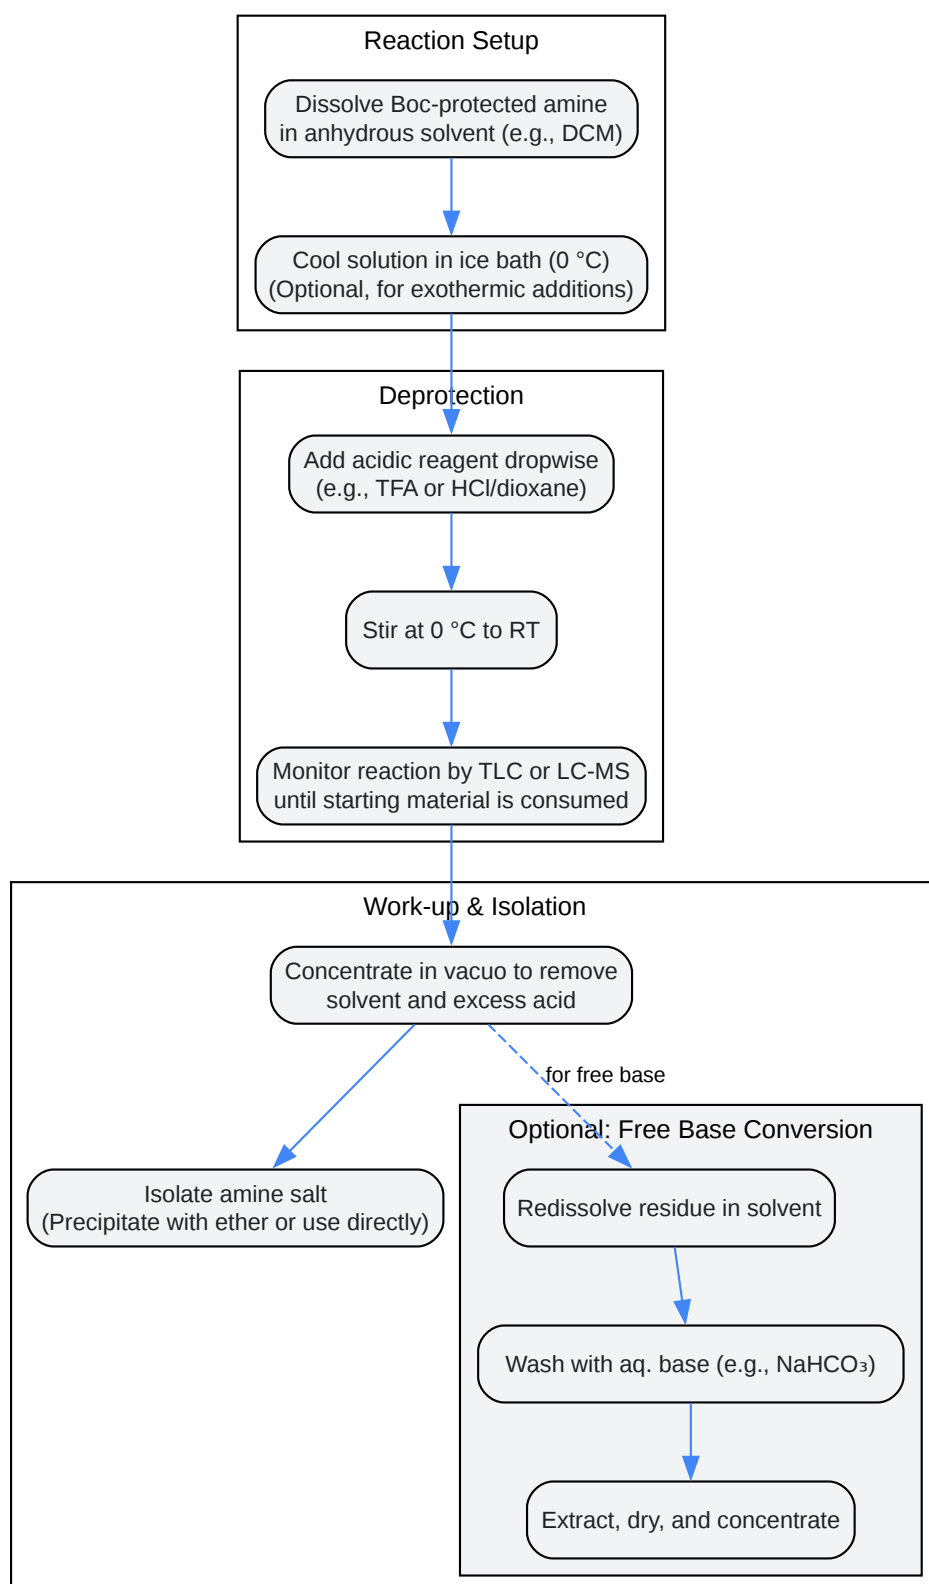 Reaction Setup
Dissolve Boc-protected amine
in anhydrous solvent (e.g., DCM)
Cool solution in ice bath (0 °C)
(Optional, for exothermic additions)
Deprotection
Add acidic reagent dropwise
(e.g., TFA or HCl/dioxane)
Stir at 0 °C to RT
Monitor reaction by TLC or LC-MS
until starting material is consumed
Work-up & Isolation
Concentrate in vacuo to remove
solvent and excess acid
for free base
Isolate amine salt
(Precipitate with ether or use directly)
Optional: Free Base Conversion
Redissolve residue in solvent
Wash with aq. base (e.g., NaHCO₃)
Extract, dry, and concentrate